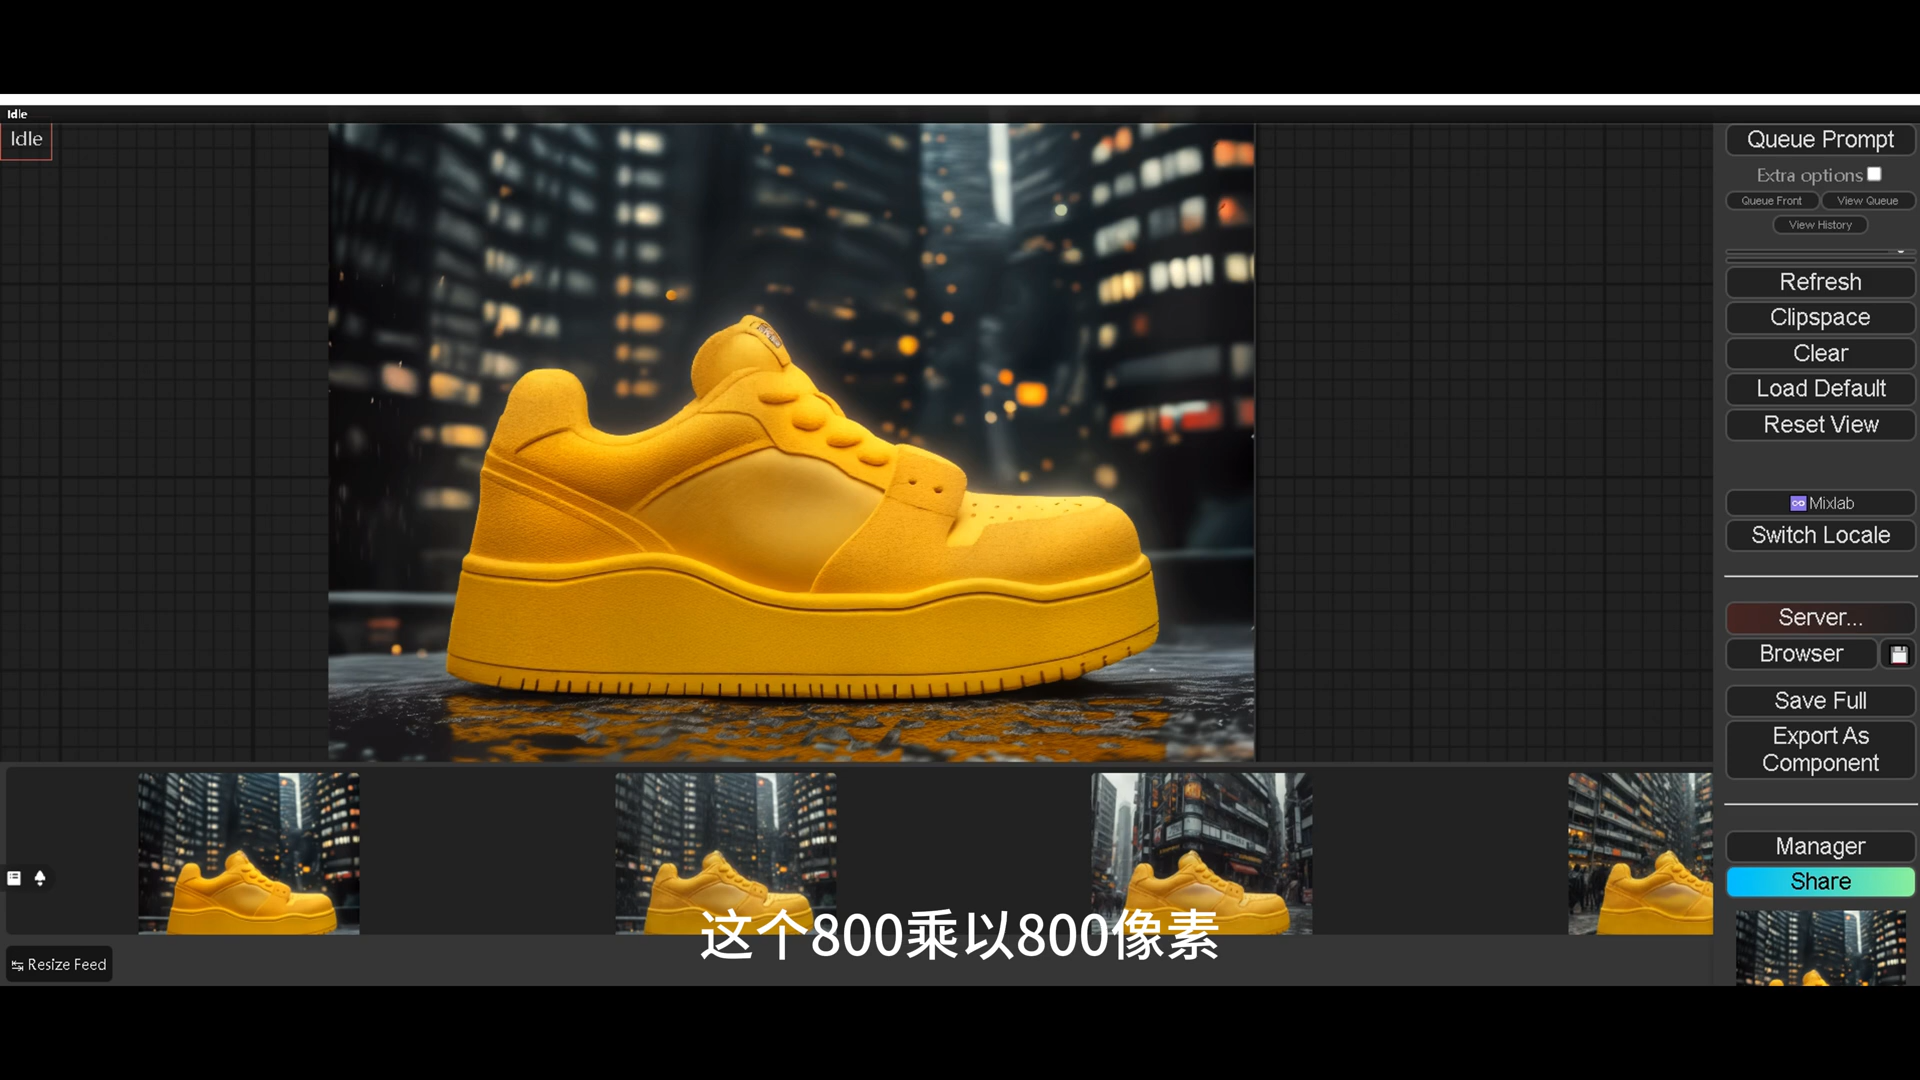 Idle
Idle
Queue Prompt
Extra options
Queue Front
View Queue
View History
Refresh
Clipspace
Clear
Load Default
Reset View
Mixlab
Switch Locale
Server...
Browser
Save Full
Export As
Component
Manager
Share
这个800乘以800像素
Resize Feed